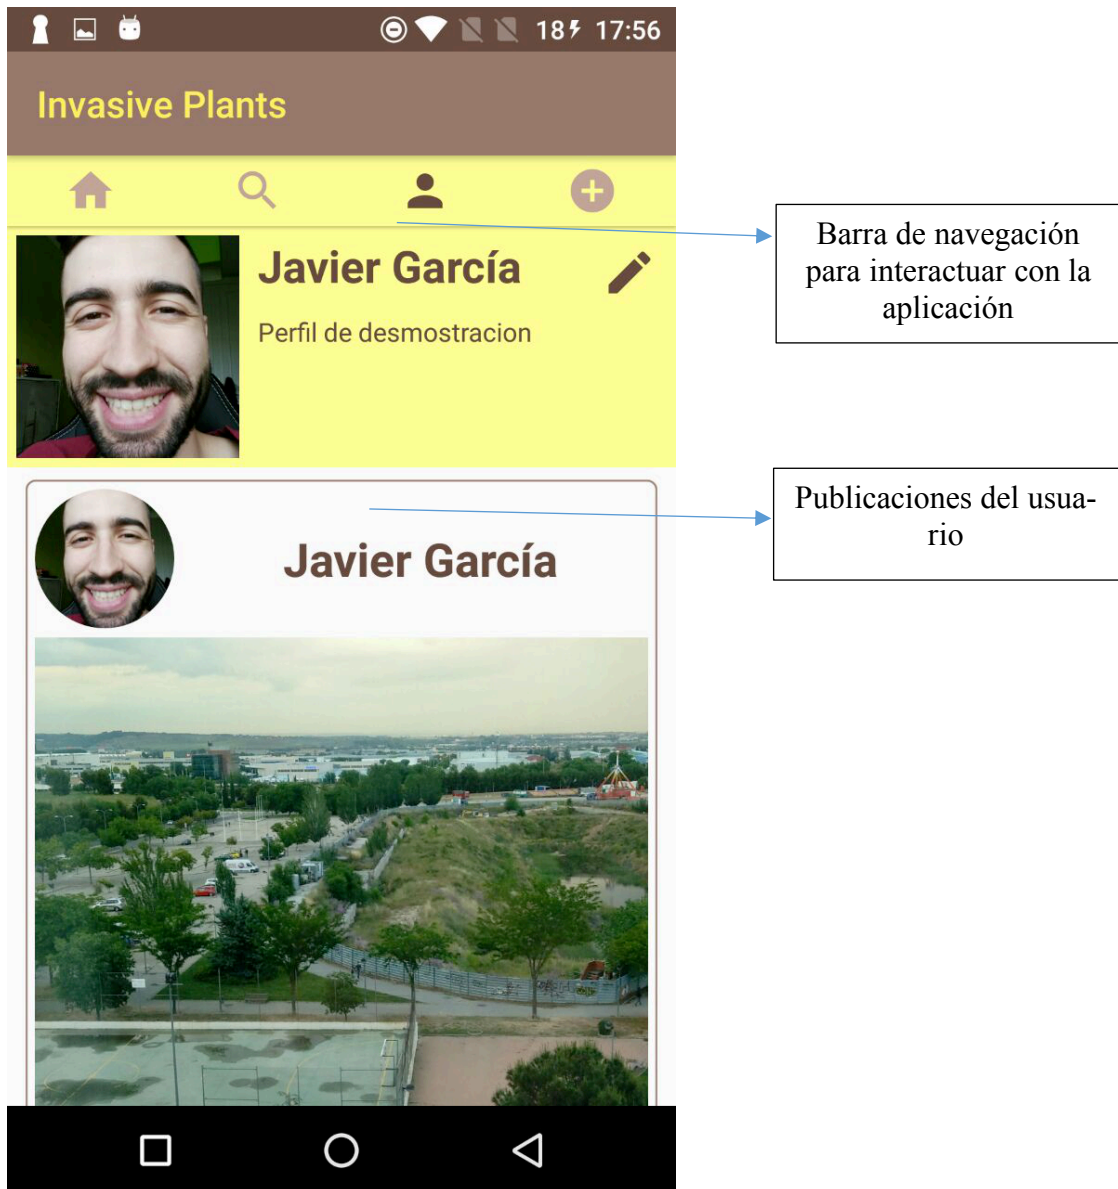 18 17:56
Invasive Plants
Javier García
Perfil de desmostracion
Barra de navegación
para interactuar con la
aplicación
Publicaciones del usua-
rio
Javier García